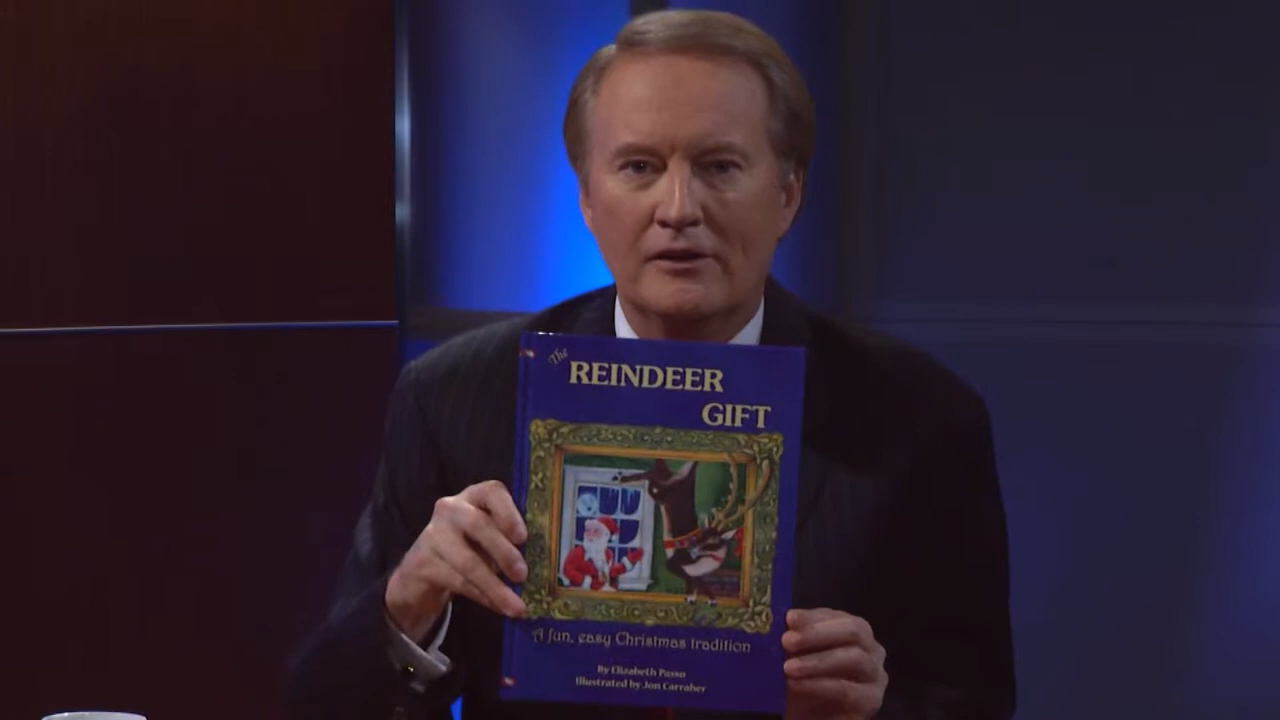 The
REINDEER
GIFT
A fun, easy Christmas tradition
By Elizabeth Passo
Illustrated by Jon Carraher